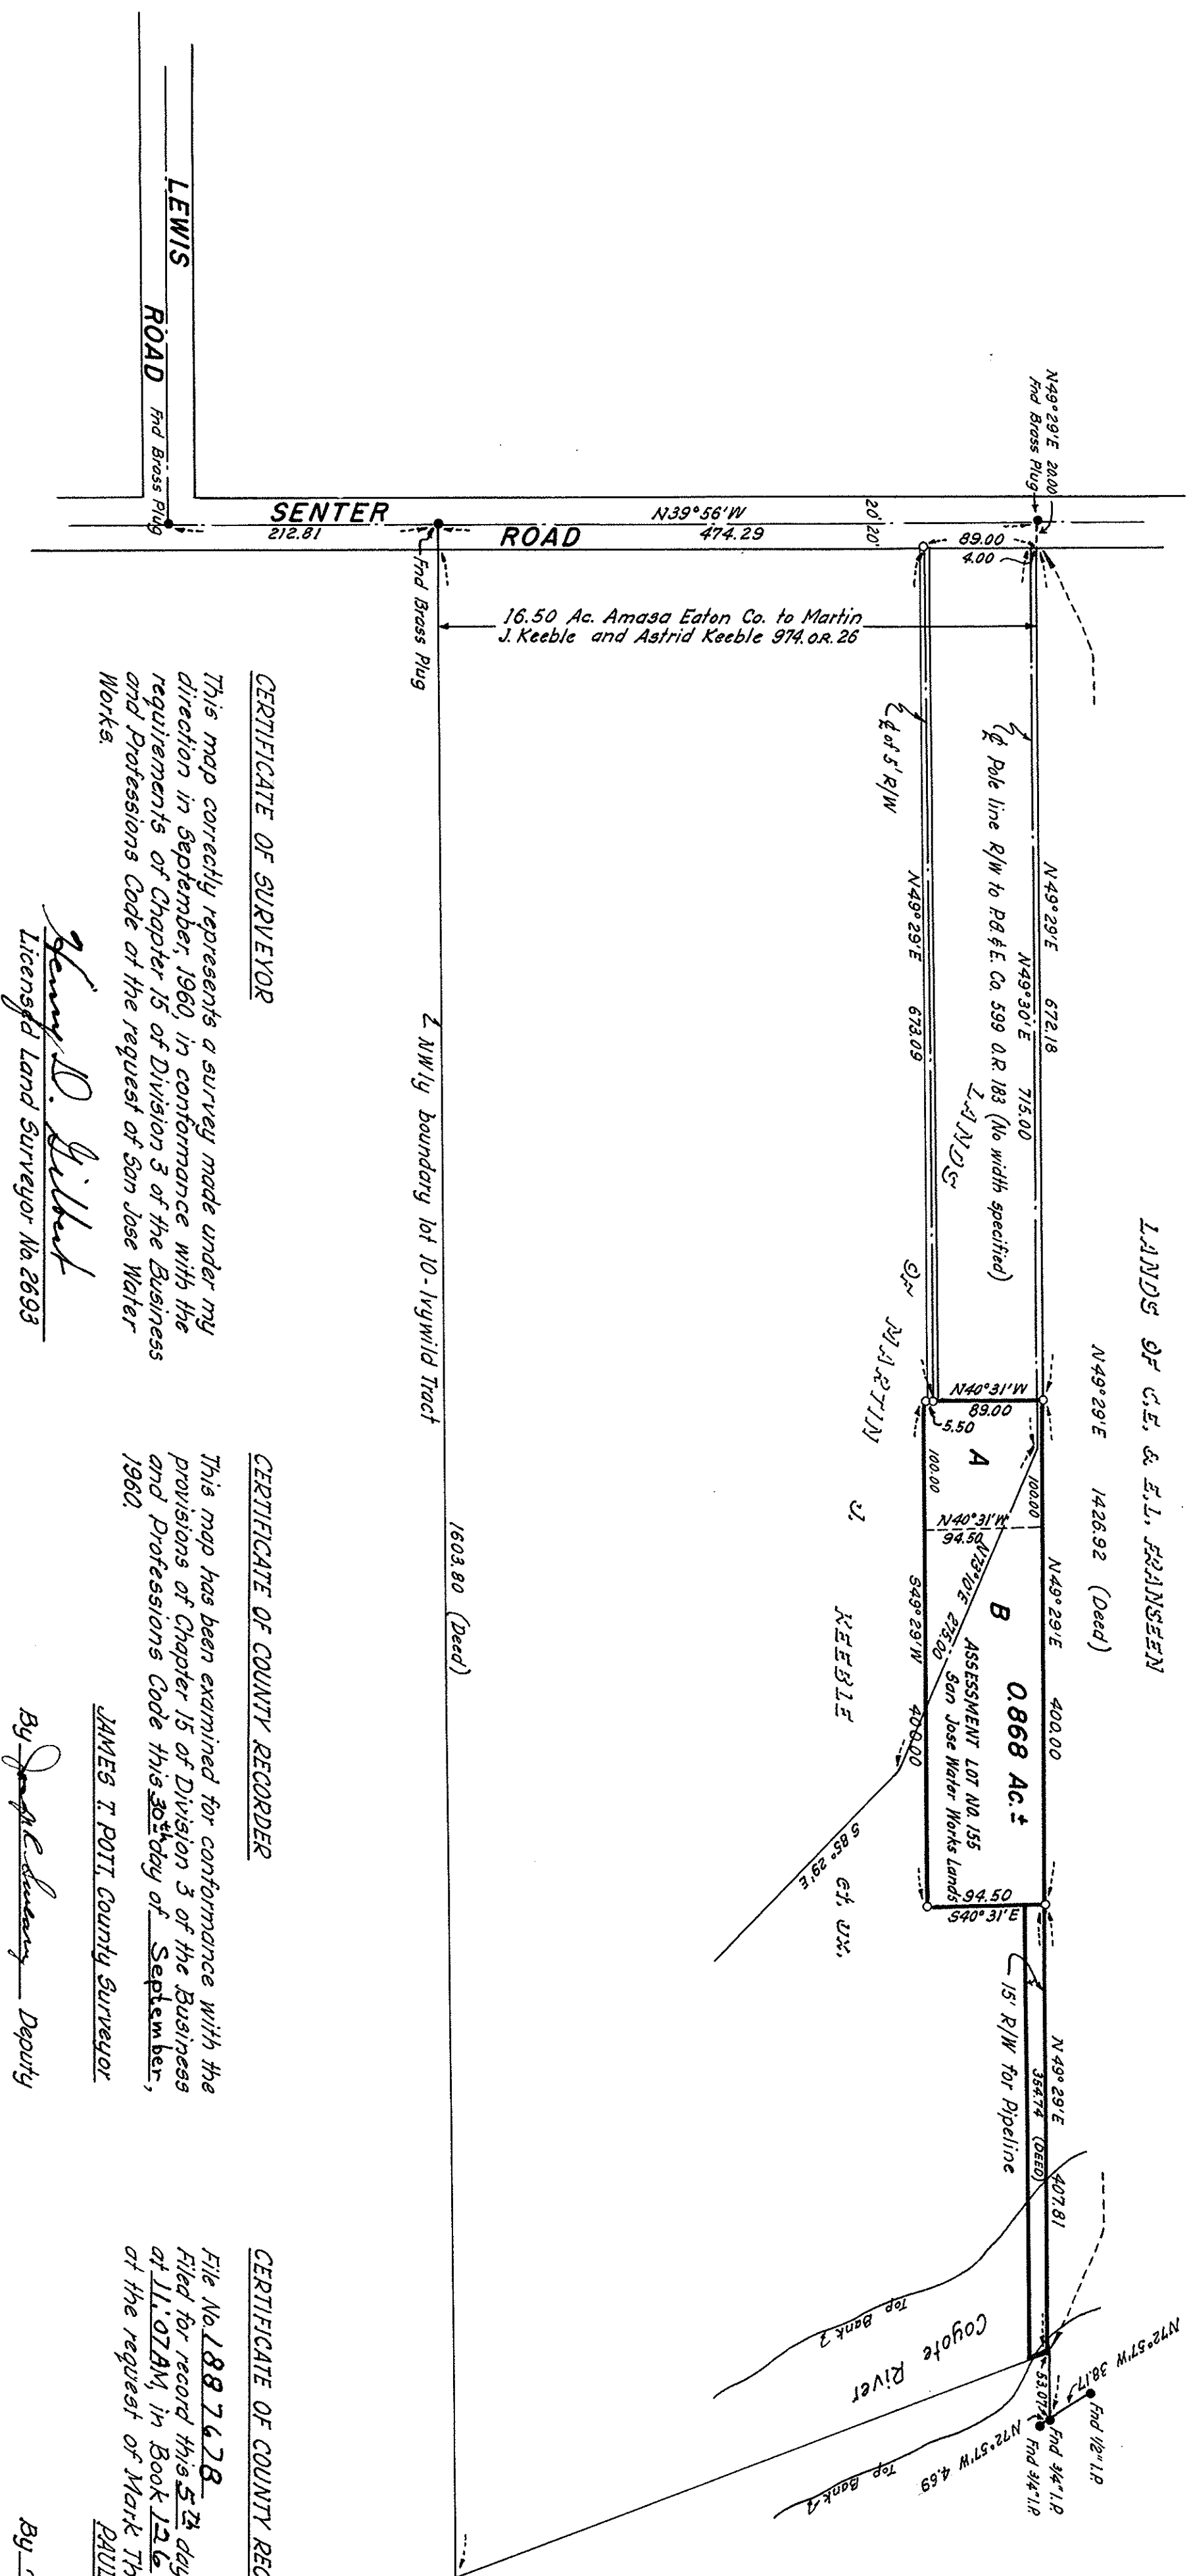 LEWIS ROAD
Fnd Brass Plug
SENTER ROAD
212.81
Fnd Brass Plug
N39°56'W
474.29
20' 20'
N49°29'E 20.00
Fnd Brass Plug
89.00
4.00
16.50 Ac. Amasa Eaton Co. to Martin
J. Keeble and Astrid Keeble 974 O.R. 26
LANDS OF C.E. & E.L. FRANSEEN
N49°29'E 1426.92 (Deed)
N49°29'E 672.18
N49°30'E 715.00
℄ Pole line R/W to P.G.&E. Co. 599 O.R. 183 (No width specified)
℄ of 5' R/W
N49°29'E 673.09
LANDS OF MARTIN J. KEEBLE et. ux.
N40°31'W
89.00
5.50
A
100.00
100.00
N40°31'W
94.50
N73°10'E 275.00
B
0.868 Ac.±
ASSESSMENT LOT NO. 155
San Jose Water Works Lands
N49°29'E 400.00
S49°29'W 400.00
94.50
S40°31'E
S85°29'E
N49°29'E 407.81
354.74 (DEED)
15' R/W for Pipeline
53.07
N72°57'W 38.17
Fnd 1/2" I.P.
Fnd 3/4" I.P.
Fnd 3/4" I.P.
N72°57'W 4.69
Coyote River
Top Bank
Top Bank
NWly boundary lot 10 - Ivywild Tract
1603.80 (Deed)
CERTIFICATE OF SURVEYOR
This map correctly represents a survey made under my
direction in September, 1960, in conformance with the
requirements of Chapter 15 of Division 3 of the Business
and Professions Code at the request of San Jose Water
Works.
Henry D. Gilbert
Licensed Land Surveyor No. 2693
CERTIFICATE OF COUNTY RECORDER
This map has been examined for conformance with the
provisions of Chapter 15 of Division 3 of the Business
and Professions Code this 30th day of September,
1960.
JAMES T. POTT, County Surveyor
By Deputy
CERTIFICATE OF COUNTY REC
File No. 1887678
Filed for record this 5th day
at 11:07AM, in Book 126
at the request of Mark Th
PAUL
By